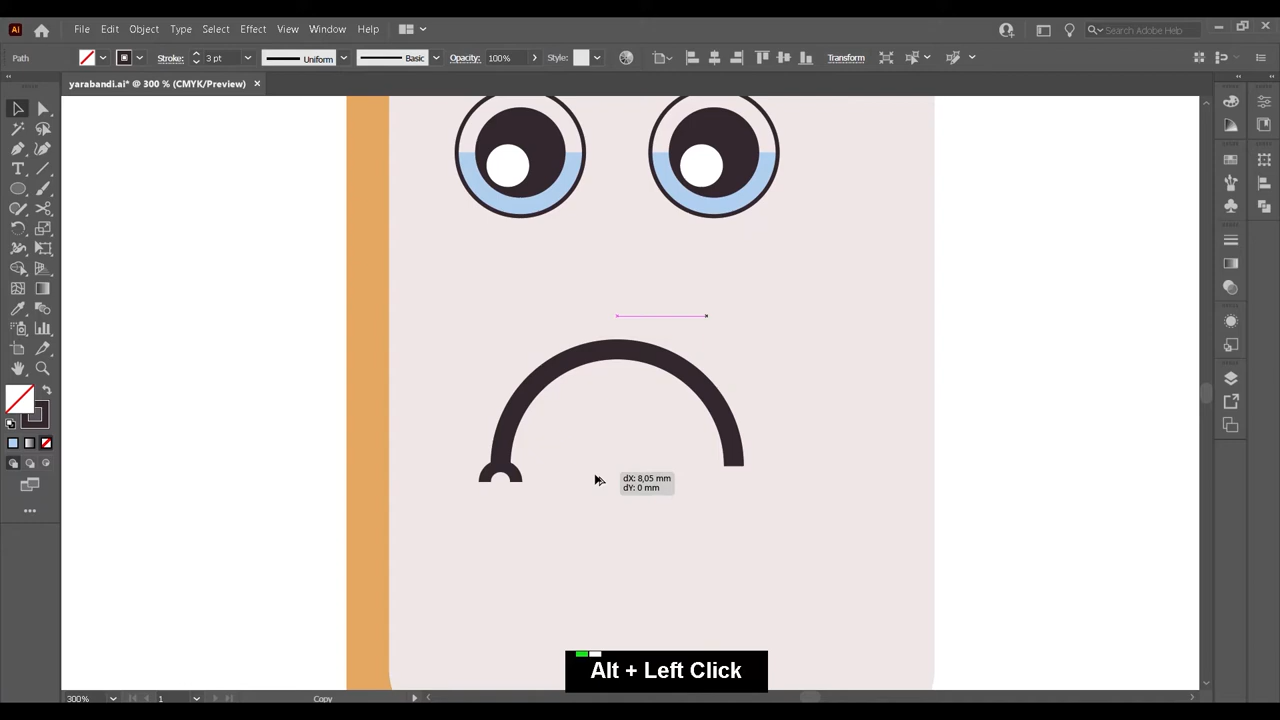 Ai File Edit Object Type Select Effect View Window Help Search Adobe Help
Path Stroke: 3 pt Uniform Basic Opacity: 100% Style: Transform
yarabandi.ai* @ 300 % (CMYK/Preview) ×
dX: 8,05 mm
dY: 0 mm
Alt + Left Click
300% 1 Copy